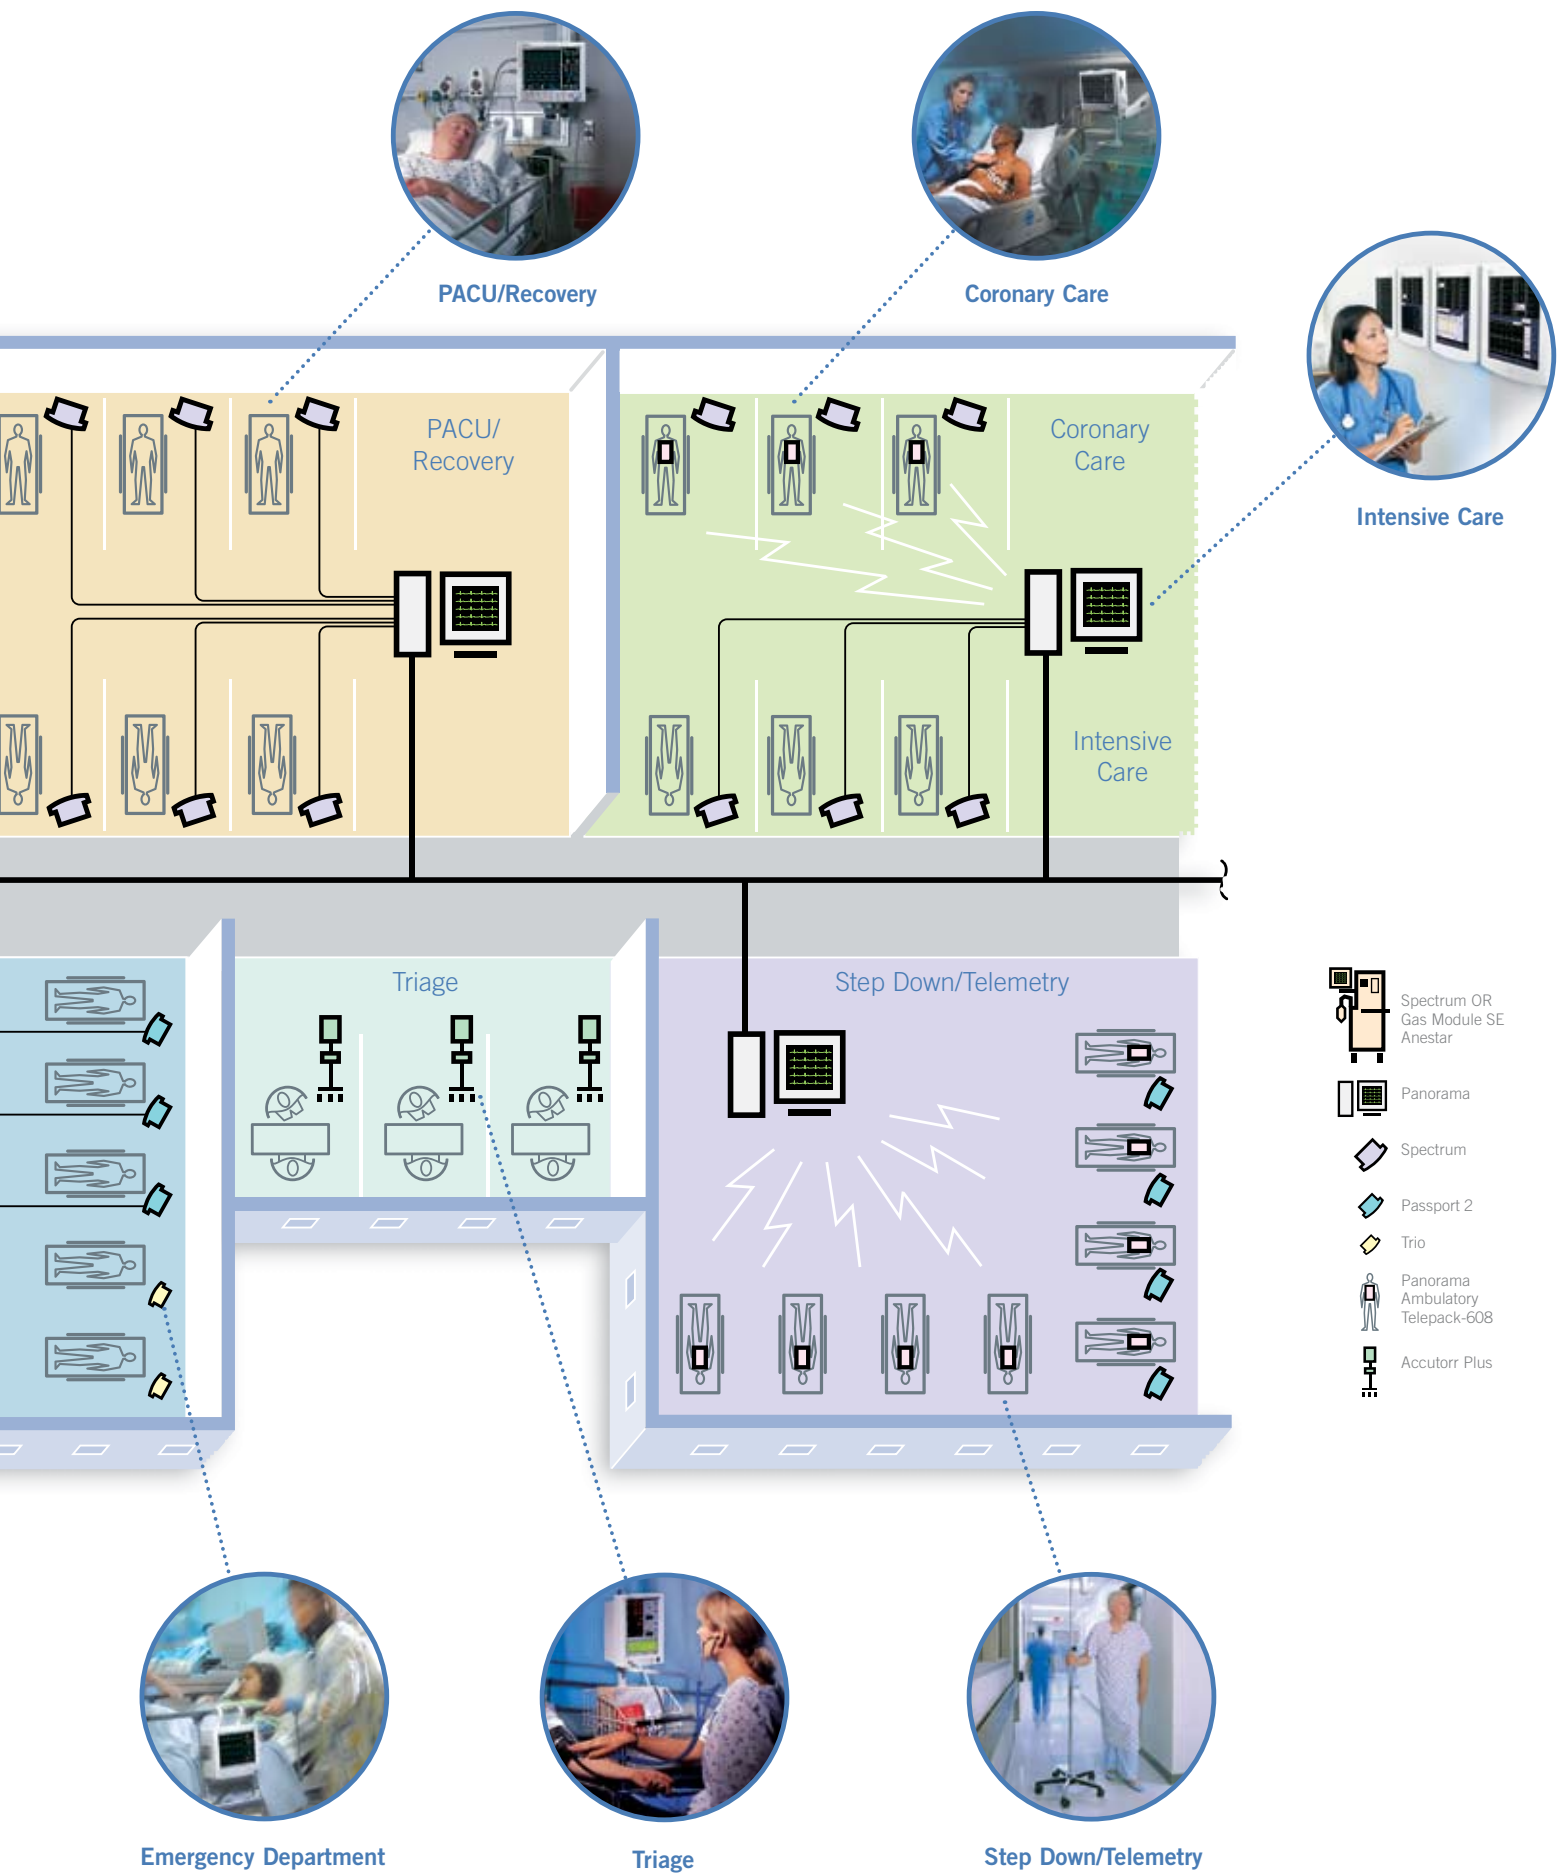 PACU/Recovery
Coronary Care
Intensive Care
PACU/
Recovery
Coronary
Care
Intensive
Care
Triage
Step Down/Telemetry
Spectrum OR
Gas Module SE
Anestar
Panorama
Spectrum
Passport 2
Trio
Panorama
Ambulatory
Telepack-608
Accutorr Plus
Emergency Department
Triage
Step Down/Telemetry